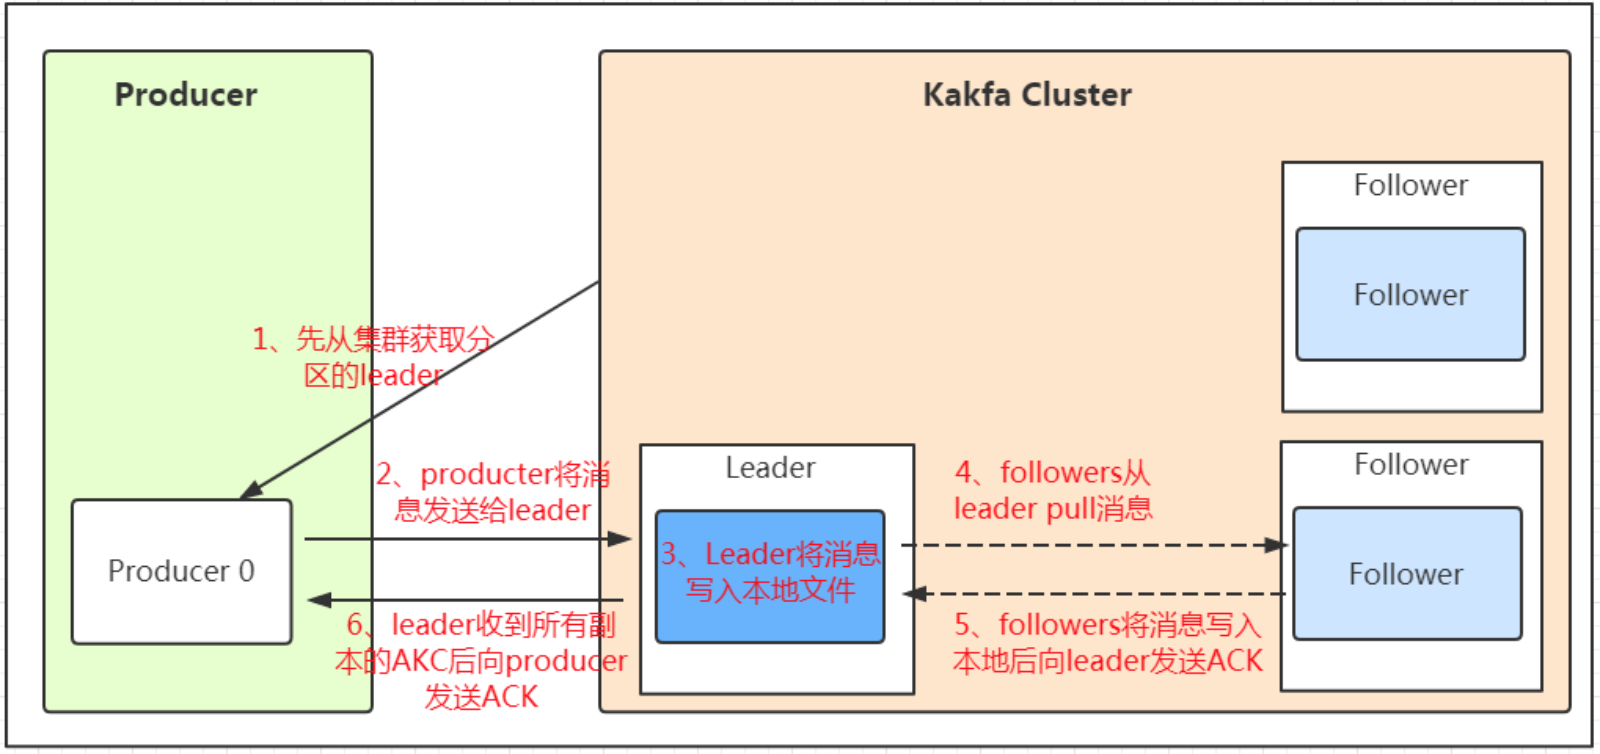 Producer
Kakfa Cluster
Follower
Follower
1、先从集群获取分
区的leader
2、producter将消
息发送给leader
Leader
4、followers从
leader pull消息
Follower
Producer 0
3、Leader将消息
写入本地文件
Follower
6、leader收到所有副
本的AKC后向producer
发送ACK
5、followers将消息写入
本地后向leader发送ACK